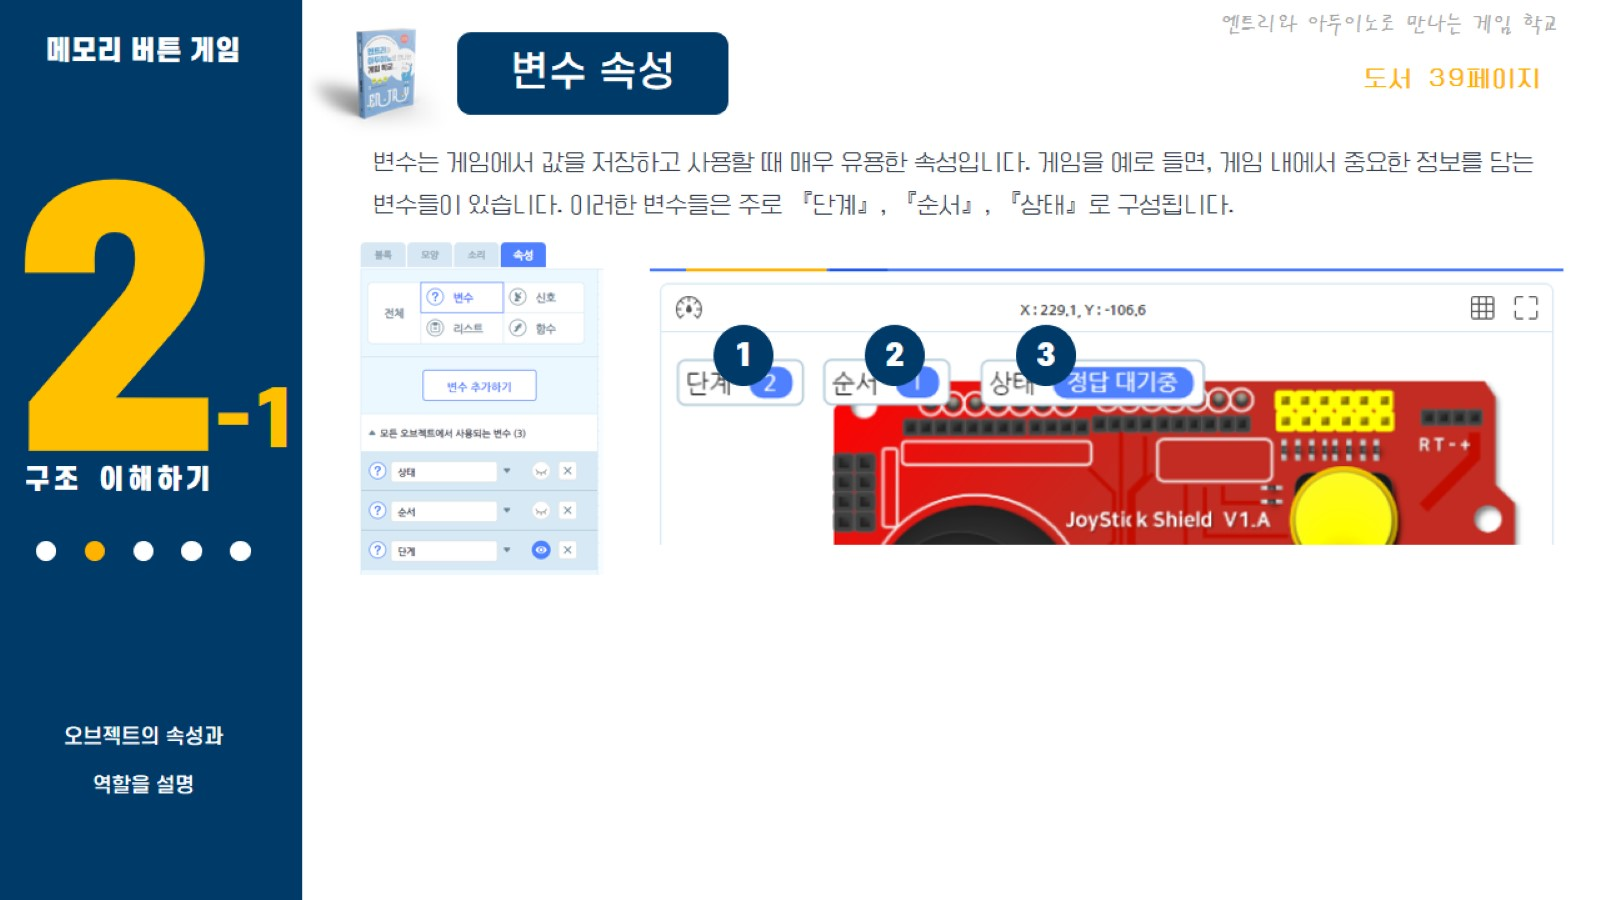 메모리 버튼 게임
2-1
구조 이해하기
오브젝트의 속성과
역할을 설명
변수 속성
엔트리와 아두이노로 만나는 게임 학교
도서 39페이지
변수는 게임에서 값을 저장하고 사용할 때 매우 유용한 속성입니다. 게임을 예로 들면, 게임 내에서 중요한 정보를 담는
변수들이 있습니다. 이러한 변수들은 주로 『단계』, 『순서』, 『상태』로 구성됩니다.
블록 모양 소리 속성
전체 변수 신호
리스트 함수
변수 추가하기
모든 오브젝트에서 사용되는 변수 (3)
상태
순서
단계
X : 229.1, Y : -106.6
1 2 3
단계 2 순서 1 상태 정답 대기중
RT-+
JoyStick Shield V1.A